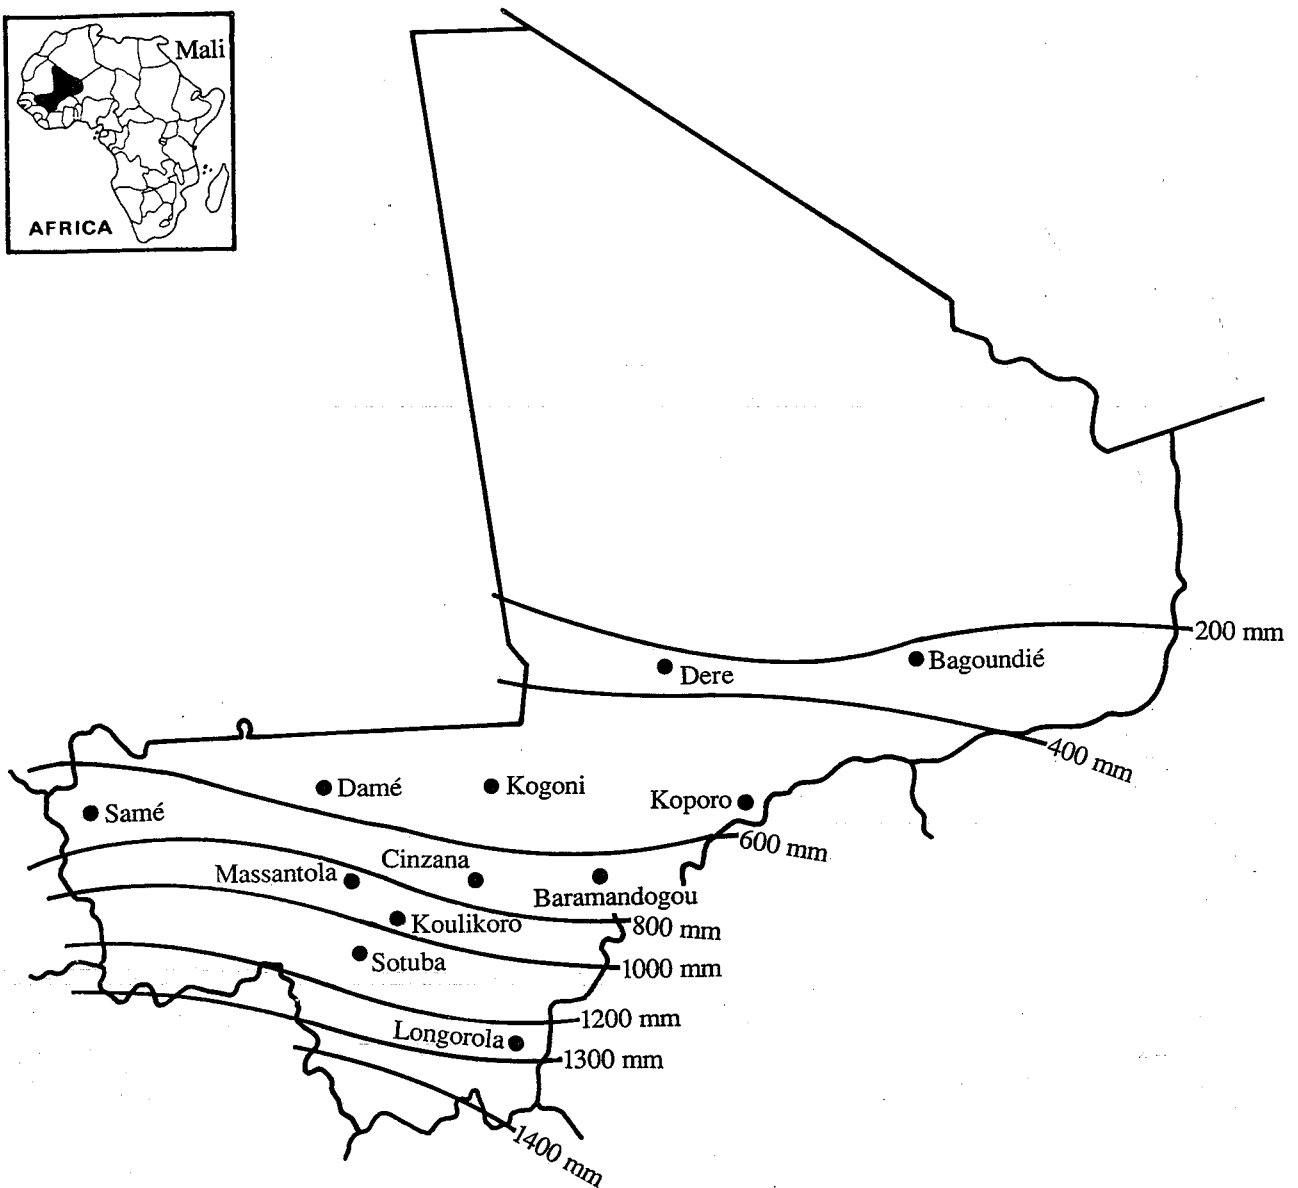 Mali
AFRICA
200 mm
Bagoundié
Dere
400 mm
Damé
Kogoni
Koporo
Samé
600 mm
Cinzana
Massantola
Baramandogou
Koulikoro
800 mm
Sotuba
1000 mm
1200 mm
Longorola
1300 mm
1400 mm